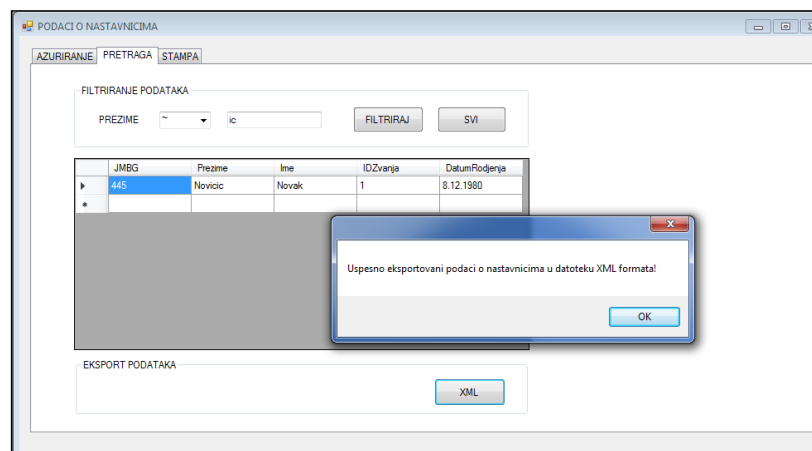 PODACI O NASTAVNICIMA
AZURIRANJE PRETRAGA STAMPA
FILTRIRANJE PODATAKA
PREZIME ~ ic FILTRIRAJ SVI
JMBG Prezime Ime IDZvanja DatumRodjenja
445 Novicic Novak 1 8.12.1980
Uspesno eksportovani podaci o nastavnicima u datoteku XML formata!
OK
EKSPORT PODATAKA
XML